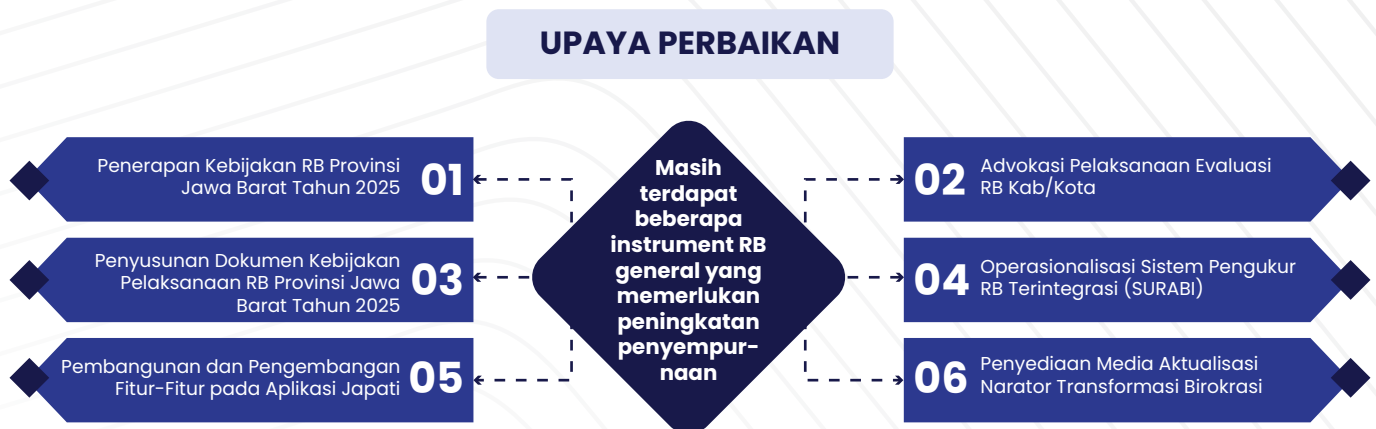 UPAYA PERBAIKAN
Masih
terdapat
beberapa
instrument RB
general yang
memerlukan
peningkatan
penyempur-
naan
Penerapan Kebijakan RB Provinsi
Jawa Barat Tahun 2025
01
02
Advokasi Pelaksanaan Evaluasi
RB Kab/Kota
Penyusunan Dokumen Kebijakan
Pelaksanaan RB Provinsi Jawa
Barat Tahun 2025
03
04
Operasionalisasi Sistem Pengukur
RB Terintegrasi (SURABI)
Pembangunan dan Pengembangan
Fitur-Fitur pada Aplikasi Japati
05
06
Penyediaan Media Aktualisasi
Narator Transformasi Birokrasi